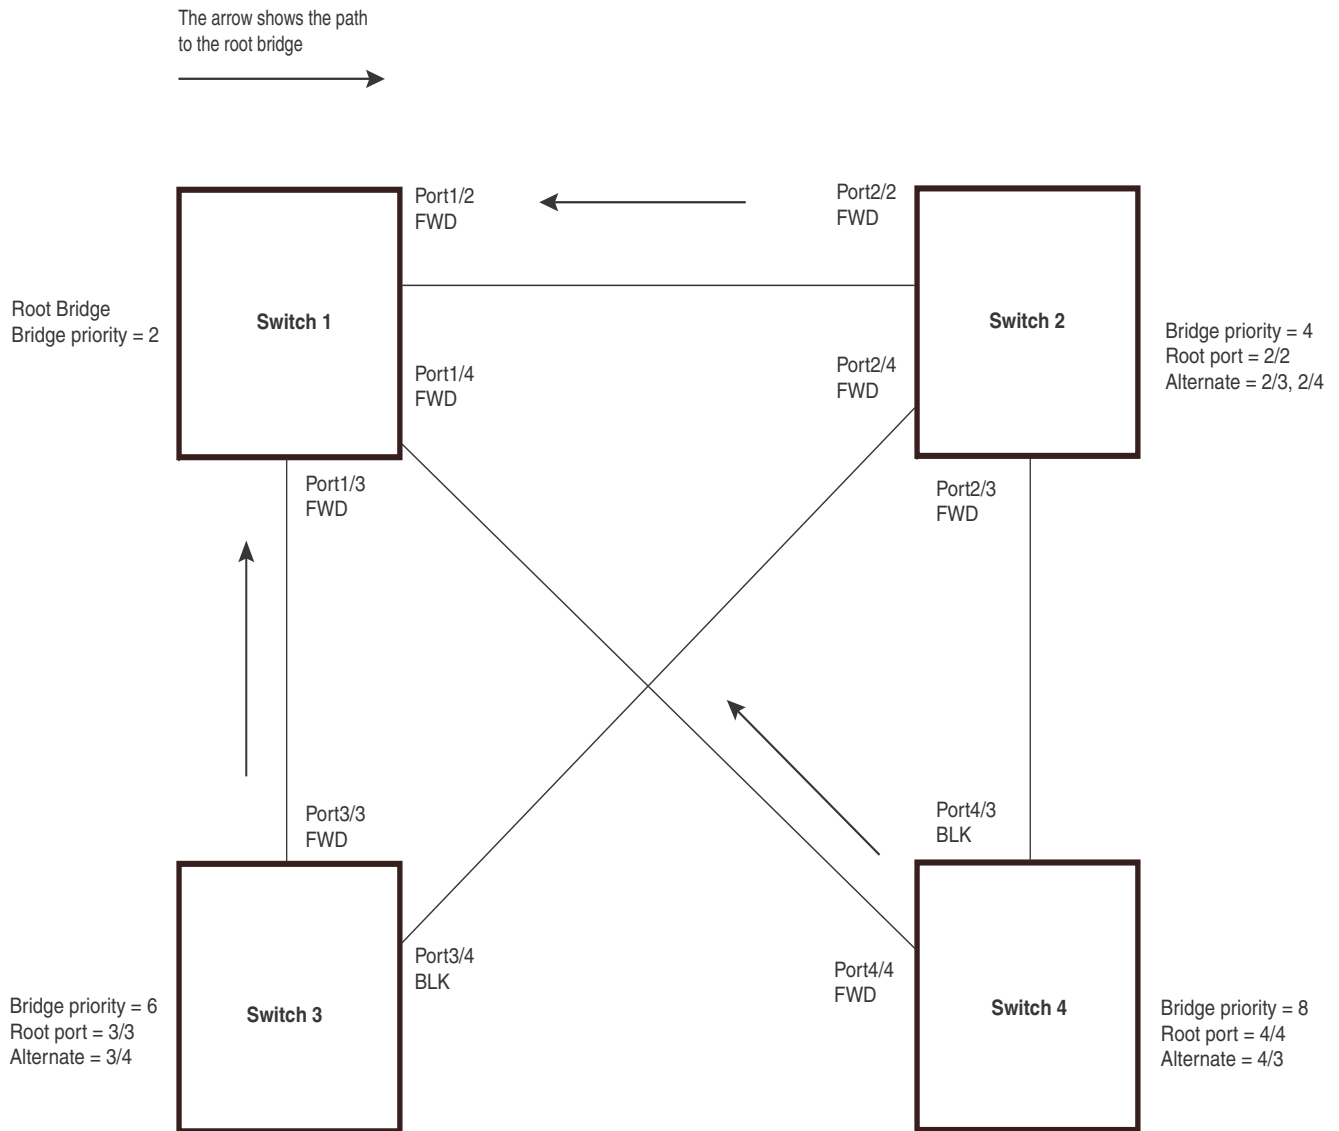 The arrow shows the path
to the root bridge
Port1/2
FWD
Port2/2
FWD
Root Bridge
Bridge priority = 2
Switch 1
Switch 2
Bridge priority = 4
Root port = 2/2
Alternate = 2/3, 2/4
Port1/4
FWD
Port2/4
FWD
Port1/3
FWD
Port2/3
FWD
Port3/3
FWD
Port4/3
BLK
Port3/4
BLK
Port4/4
FWD
Bridge priority = 6
Root port = 3/3
Alternate = 3/4
Switch 3
Switch 4
Bridge priority = 8
Root port = 4/4
Alternate = 4/3